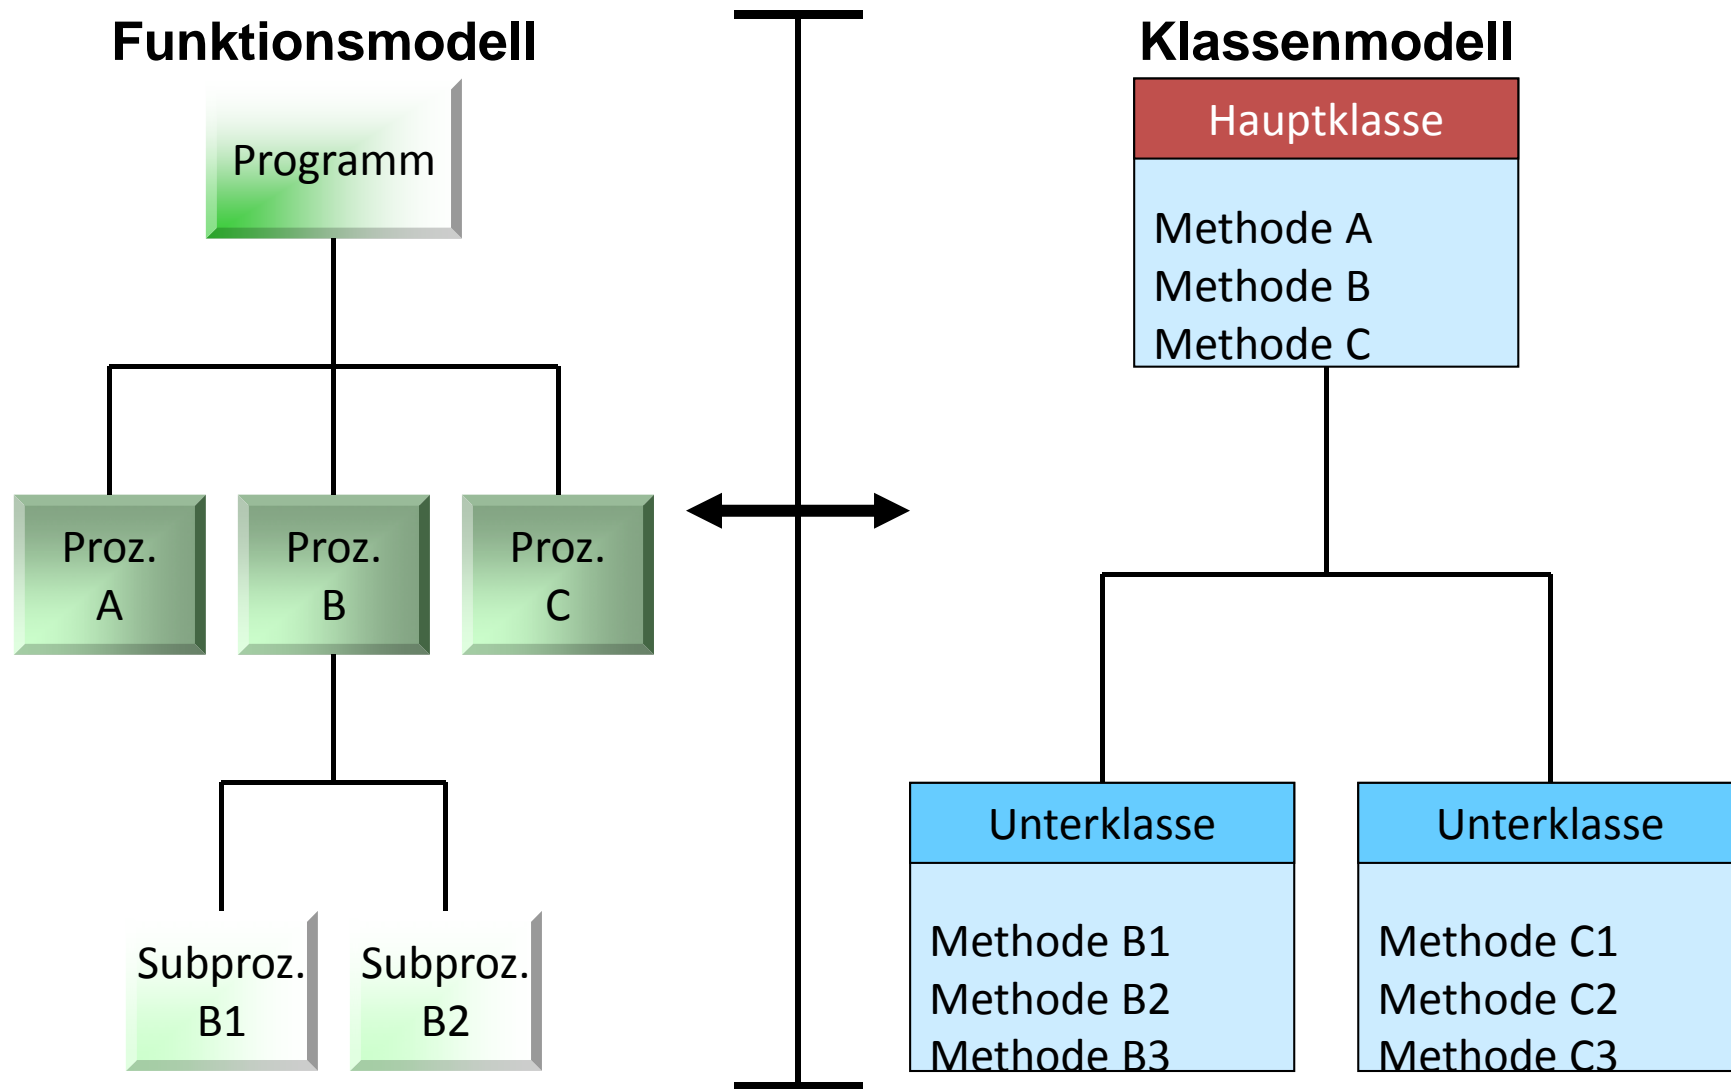 Funktionsmodell
Programm
Proz.
A
Proz.
B
Proz.
C
Subproz.
B1
Subproz.
B2
Klassenmodell
Hauptklasse
Methode A
Methode B
Methode C
Unterklasse
Methode B1
Methode B2
Methode B3
Unterklasse
Methode C1
Methode C2
Methode C3